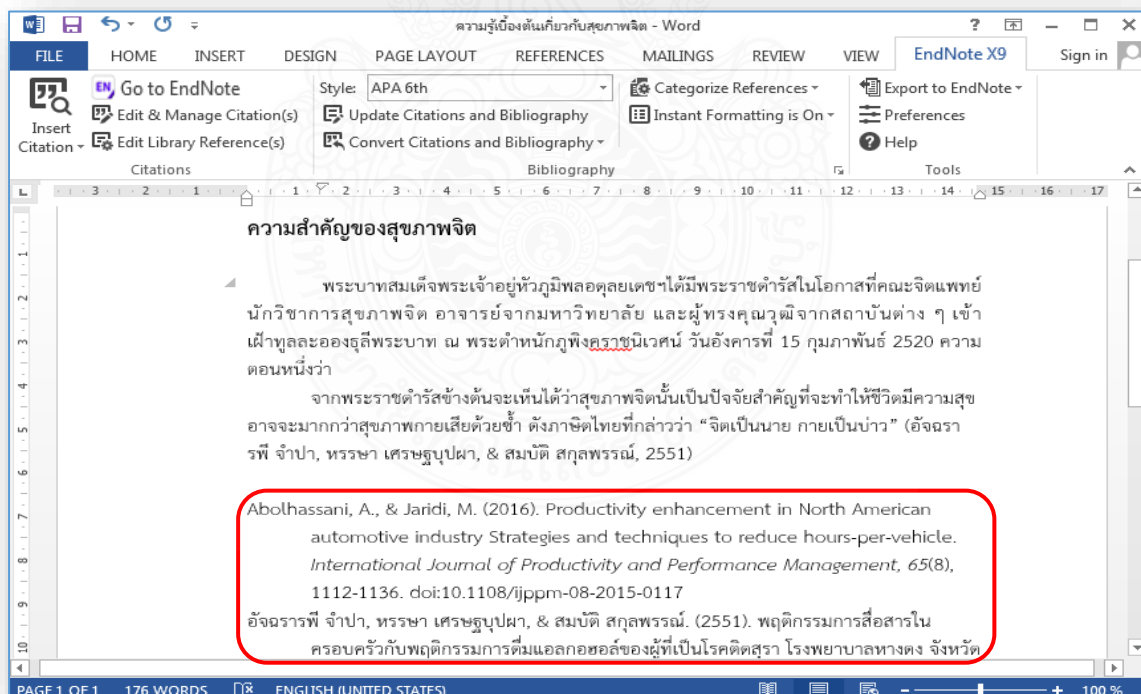 ความรู้เบื้องต้นเกี่ยวกับสุขภาพจิต - Word
FILE HOME INSERT DESIGN PAGE LAYOUT REFERENCES MAILINGS REVIEW VIEW EndNote X9 Sign in
Insert Citation
Go to EndNote
Edit & Manage Citation(s)
Edit Library Reference(s)
Citations
Style: APA 6th
Update Citations and Bibliography
Convert Citations and Bibliography
Categorize References
Instant Formatting is On
Bibliography
Export to EndNote
Preferences
Help
Tools
3 2 1 1 2 3 4 5 6 7 8 9 10 11 12 13 14 15 16 17
ความสำคัญของสุขภาพจิต
พระบาทสมเด็จพระเจ้าอยู่หัวภูมิพลอดุลยเดชฯได้มีพระราชดำรัสในโอกาสที่คณะจิตแพทย์
นักวิชาการสุขภาพจิต อาจารย์จากมหาวิทยาลัย และผู้ทรงคุณวุฒิจากสถาบันต่าง ๆ เข้า
เฝ้าทูลละอองธุลีพระบาท ณ พระตำหนักภูพิงคราชนิเวศน์ วันอังคารที่ 15 กุมภาพันธ์ 2520 ความ
ตอนหนึ่งว่า
จากพระราชดำรัสข้างต้นจะเห็นได้ว่าสุขภาพจิตนั้นเป็นปัจจัยสำคัญที่จะทำให้ชีวิตมีความสุข
อาจจะมากกว่าสุขภาพกายเสียด้วยซ้ำ ดังภาษิตไทยที่กล่าวว่า “จิตเป็นนาย กายเป็นบ่าว” (อัจฉรา
รพี จำปา, หรรษา เศรษฐบุปผา, & สมบัติ สกุลพรรณ์, 2551)
Abolhassani, A., & Jaridi, M. (2016). Productivity enhancement in North American
automotive industry Strategies and techniques to reduce hours-per-vehicle.
International Journal of Productivity and Performance Management, 65(8),
1112-1136. doi:10.1108/ijppm-08-2015-0117
อัจฉรารพี จำปา, หรรษา เศรษฐบุปผา, & สมบัติ สกุลพรรณ์. (2551). พฤติกรรมการสื่อสารใน
ครอบครัวกับพฤติกรรมการดื่มแอลกอฮอล์ของผู้ที่เป็นโรคติดสุรา โรงพยาบาลหางดง จังหวัด
PAGE 1 OF 1 176 WORDS ENGLISH (UNITED STATES) 100 %